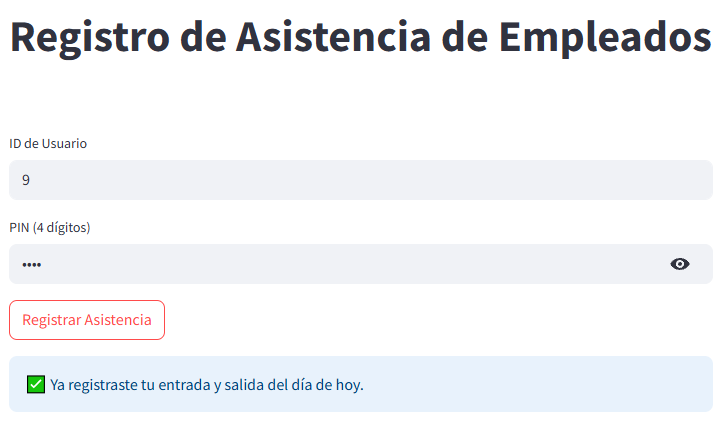 Registro de Asistencia de Empleados
ID de Usuario
9
PIN (4 dígitos)
••••
Registrar Asistencia
✅ Ya registraste tu entrada y salida del día de hoy.